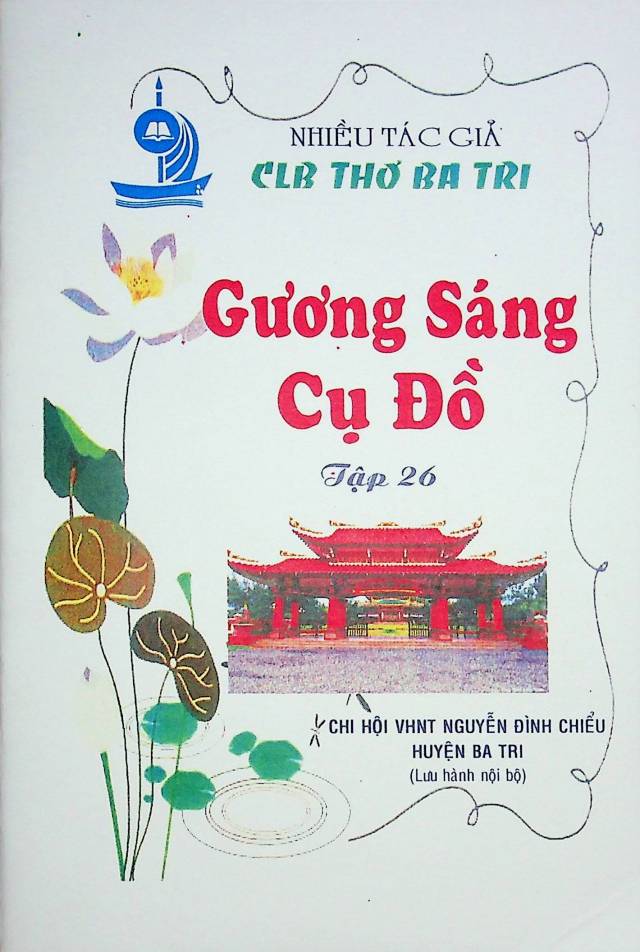 NHIỀU TÁC GIẢ
CLB THƠ BA TRI
Gương Sáng
Cụ Đồ
Tập 26
CHI HỘI VHNT NGUYỄN ĐÌNH CHIỂU
HUYỆN BA TRI
(Lưu hành nội bộ)